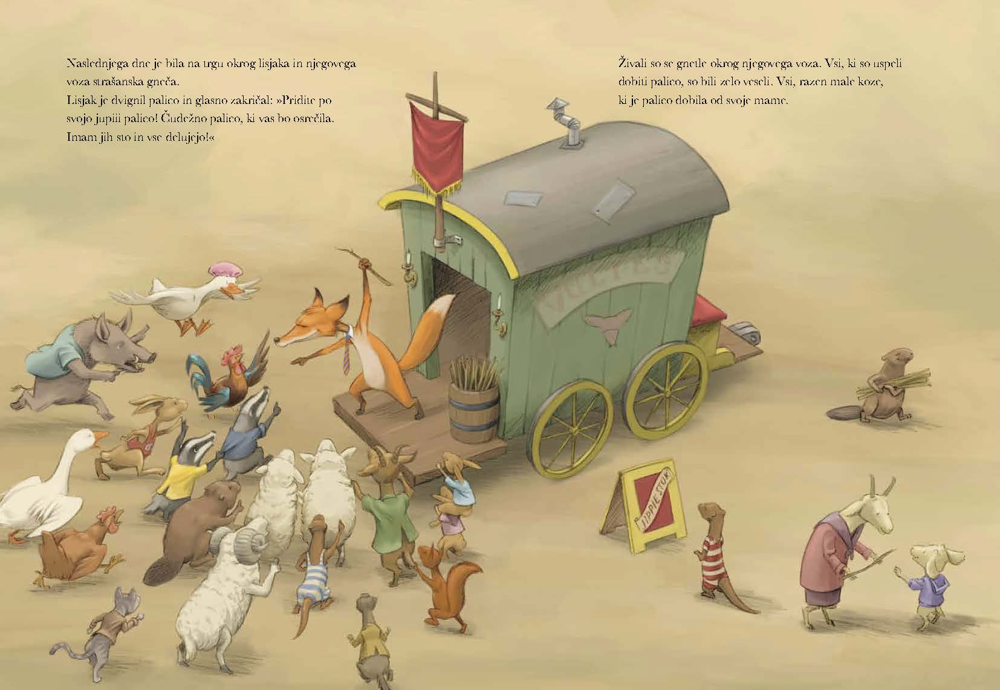 Naslednjega dne je bila na trgu okrog lisjaka in njegovega
voza strašanska gneča.
Lisjak je dvignil palico in glasno zakričal: »Pridite po
svojo jupiii palico! Čudežno palico, ki vas bo osrečila.
Imam jih sto in vse delujejo!«
Živali so se gnetle okrog njegovega voza. Vsi, ki so uspeli
dobiti palico, so bili zelo veseli. Vsi, razen male koze,
ki je palico dobila od svoje mame.
VULPES
JIPPIE STOK